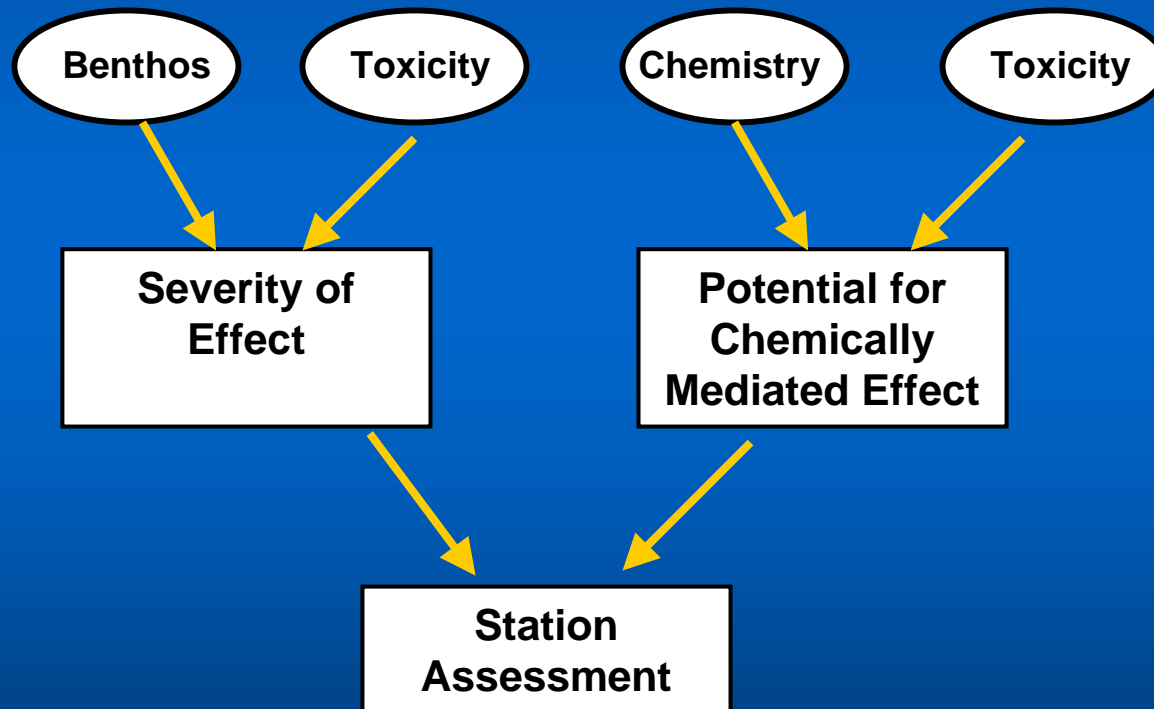 Benthos
Toxicity
Chemistry
Toxicity
Severity of
Effect
Potential for
Chemically
Mediated Effect
Station
Assessment